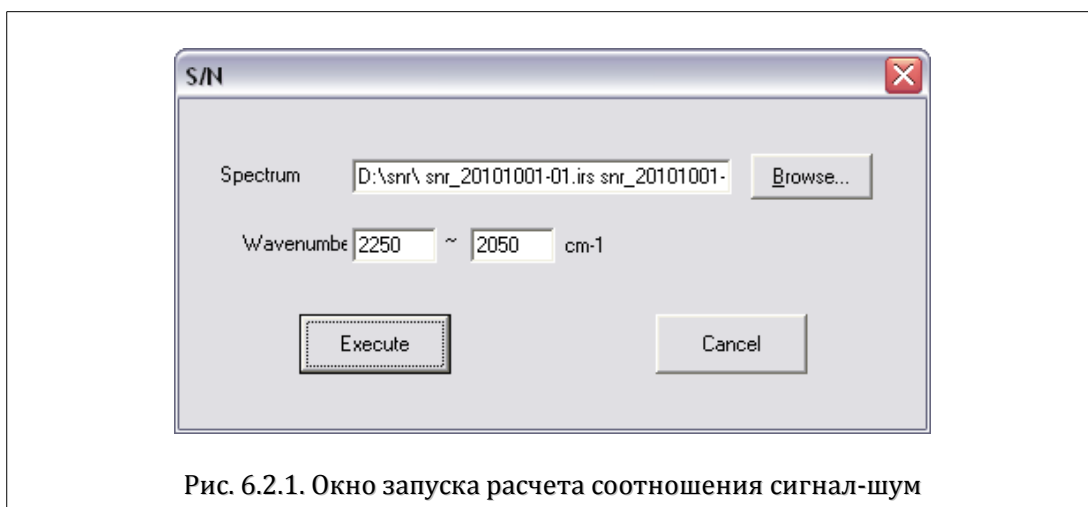 S/N
Spectrum D:\snr\ snr_20101001-01.irs snr_20101001- Browse...
Wavenumbe 2250 ~ 2050 cm-1
Execute Cancel
Рис. 6.2.1. Окно запуска расчета соотношения сигнал-шум